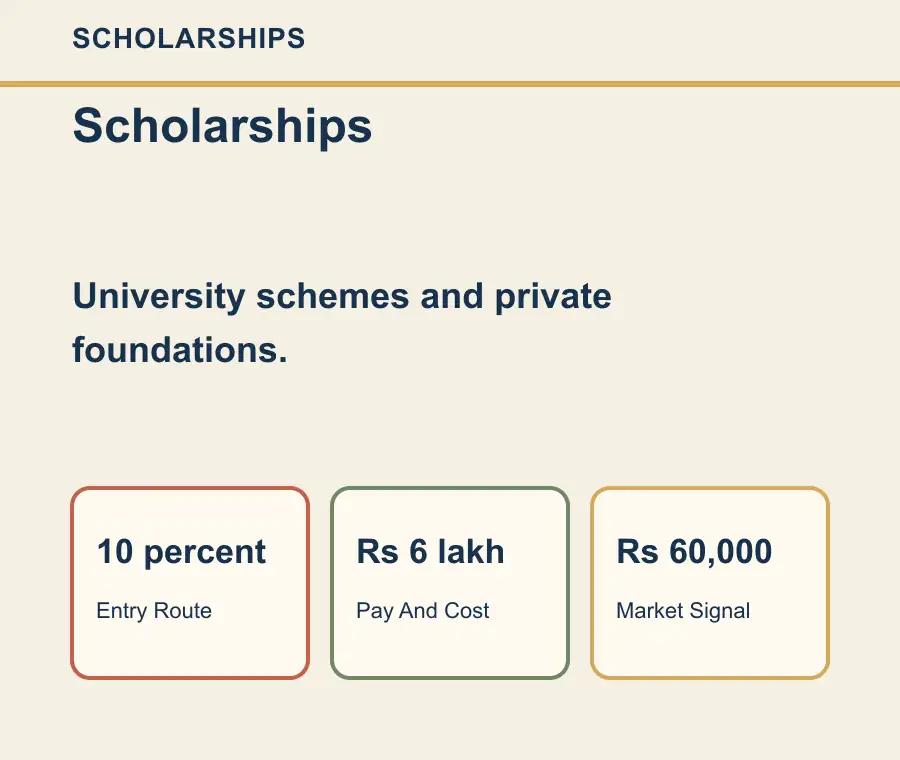 SCHOLARSHIPS
Scholarships
University schemes and private
foundations.
10 percent
Entry Route
Rs 6 lakh
Pay And Cost
Rs 60,000
Market Signal